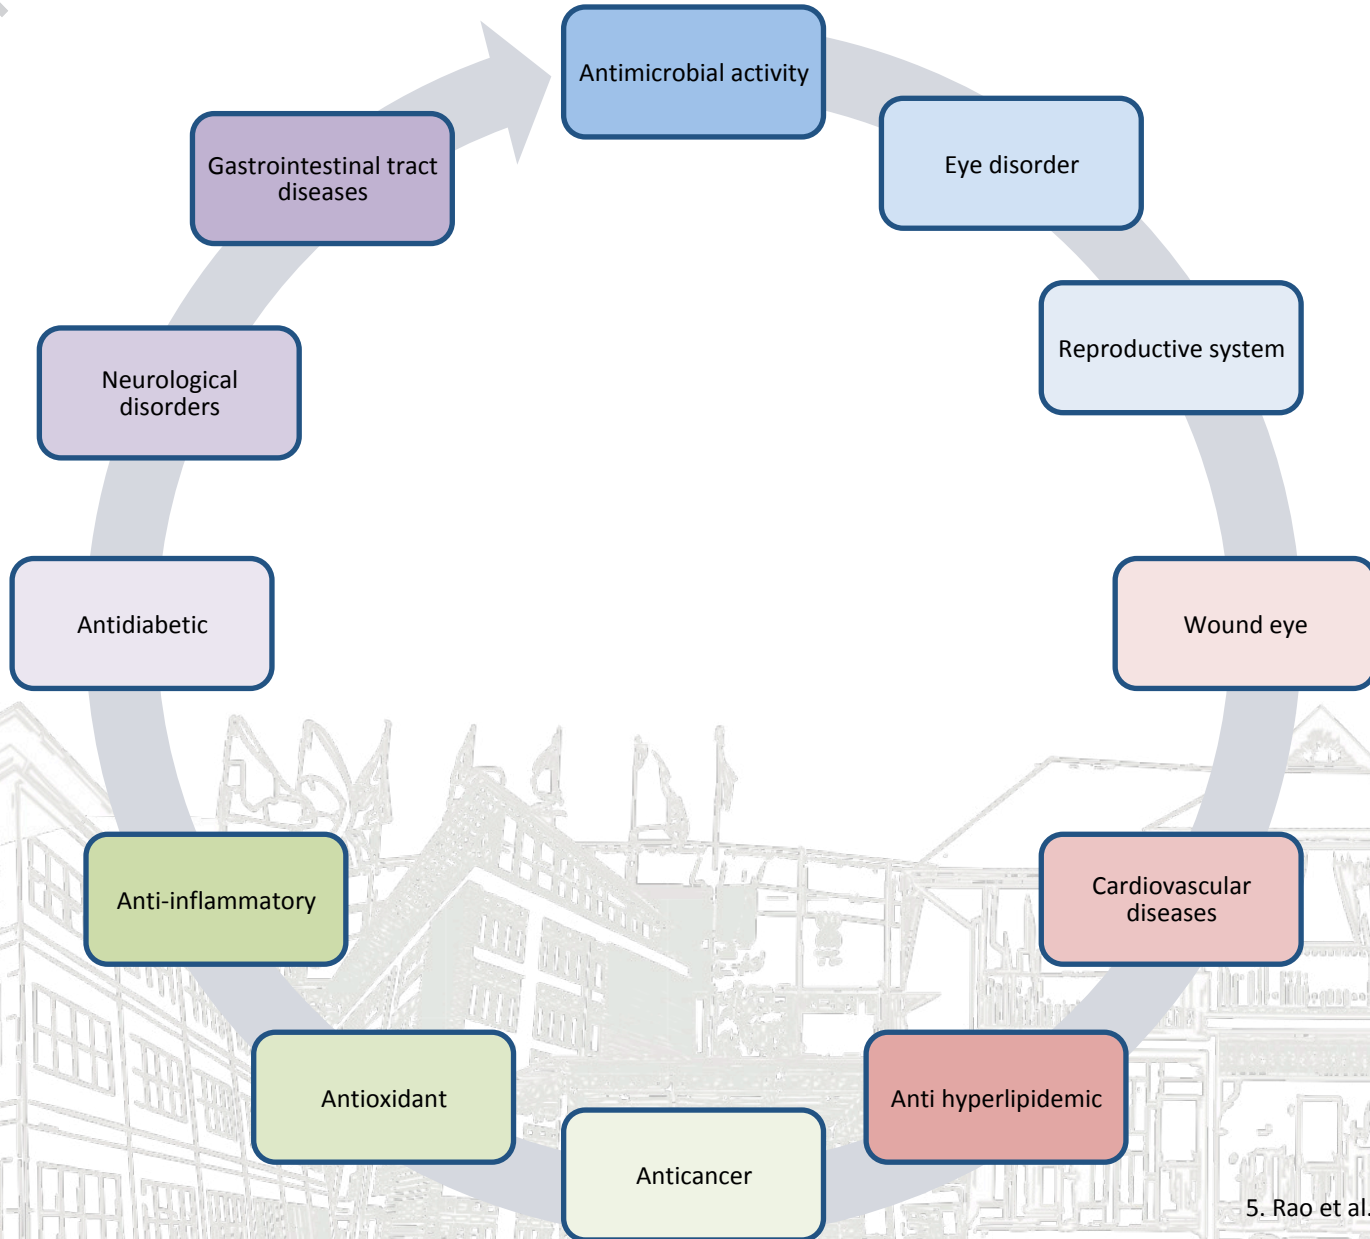 Antimicrobial activity
Eye disorder
Reproductive system
Wound eye
Cardiovascular
diseases
Anti hyperlipidemic
Anticancer
Antioxidant
Anti-inflammatory
Antidiabetic
Neurological
disorders
Gastrointestinal tract
diseases
5. Rao et al.